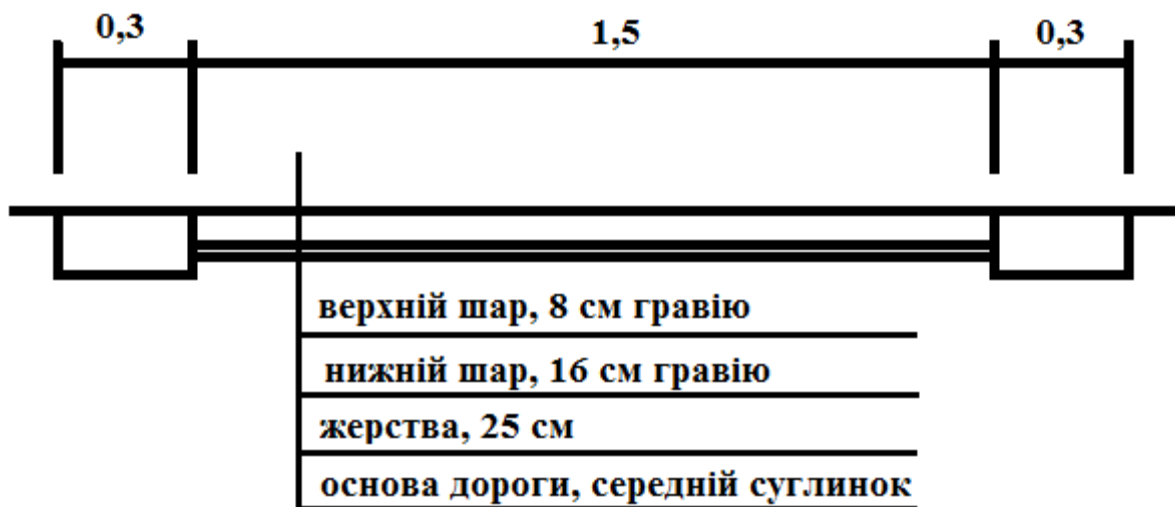 0,3
1,5
0,3
верхній шар, 8 см гравію
нижній шар, 16 см гравію
жерства, 25 см
основа дороги, середній суглинок